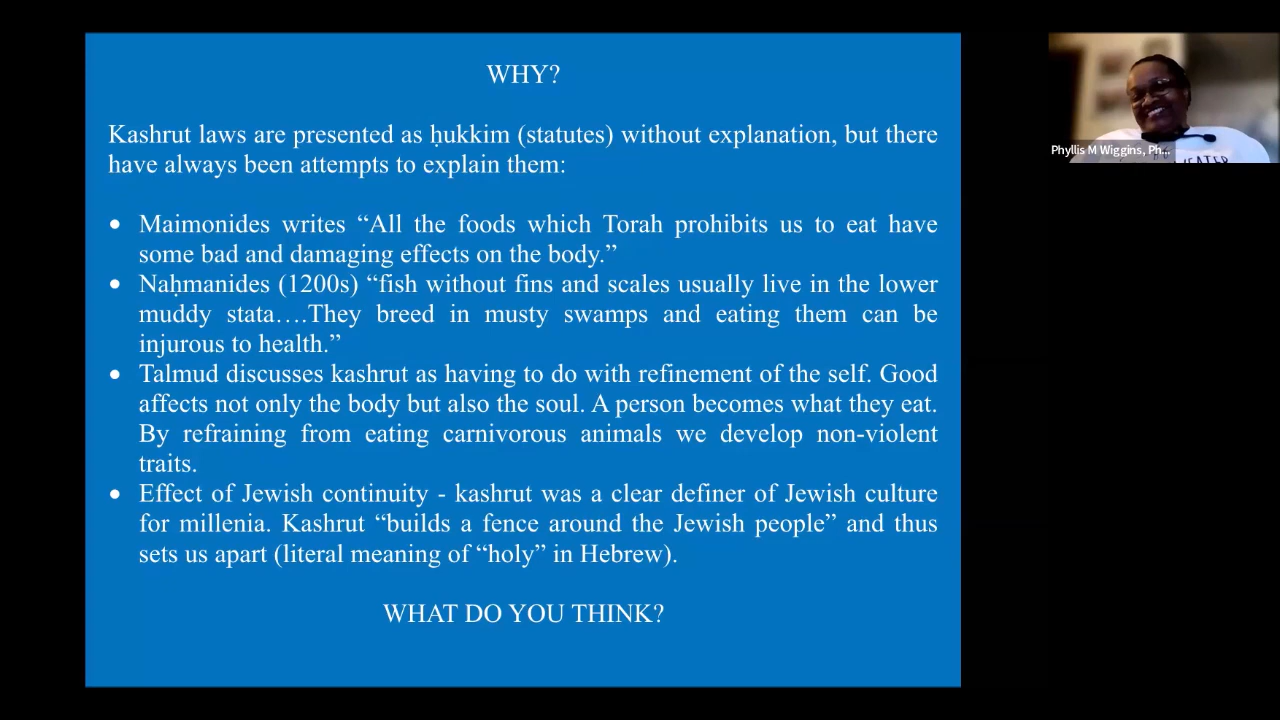 WHY?
Kashrut laws are presented as ḥukkim (statutes) without explanation, but there
have always been attempts to explain them:
• Maimonides writes “All the foods which Torah prohibits us to eat have
some bad and damaging effects on the body.”
• Naḥmanides (1200s) “fish without fins and scales usually live in the lower
muddy stata….They breed in musty swamps and eating them can be
injurious to health.”
• Talmud discusses kashrut as having to do with refinement of the self. Good
affects not only the body but also the soul. A person becomes what they eat.
By refraining from eating carnivorous animals we develop non-violent
traits.
• Effect of Jewish continuity - kashrut was a clear definer of Jewish culture
for millenia. Kashrut “builds a fence around the Jewish people” and thus
sets us apart (literal meaning of “holy” in Hebrew).
WHAT DO YOU THINK?
Phyllis M Wiggins, Ph...